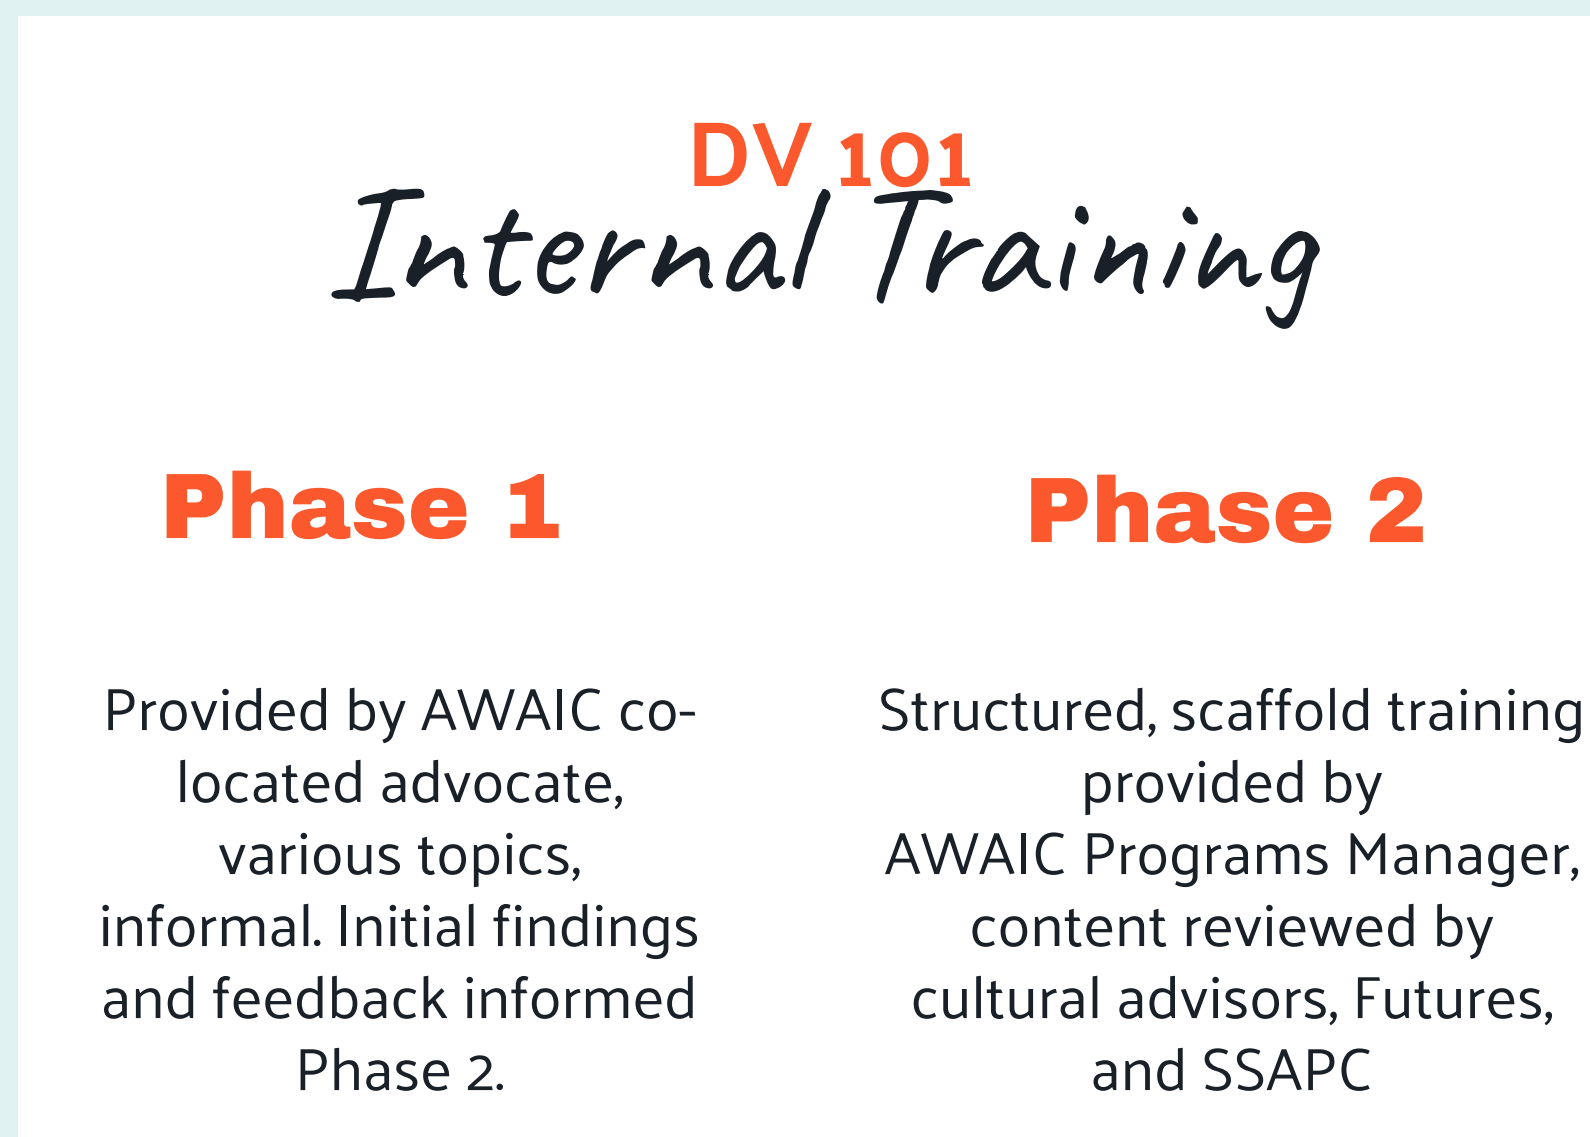 DV 101
Internal Training
Phase 1
Provided by AWAIC co-
located advocate,
various topics,
informal. Initial findings
and feedback informed
Phase 2.
Phase 2
Structured, scaffold training
provided by
AWAIC Programs Manager,
content reviewed by
cultural advisors, Futures,
and SSAPC